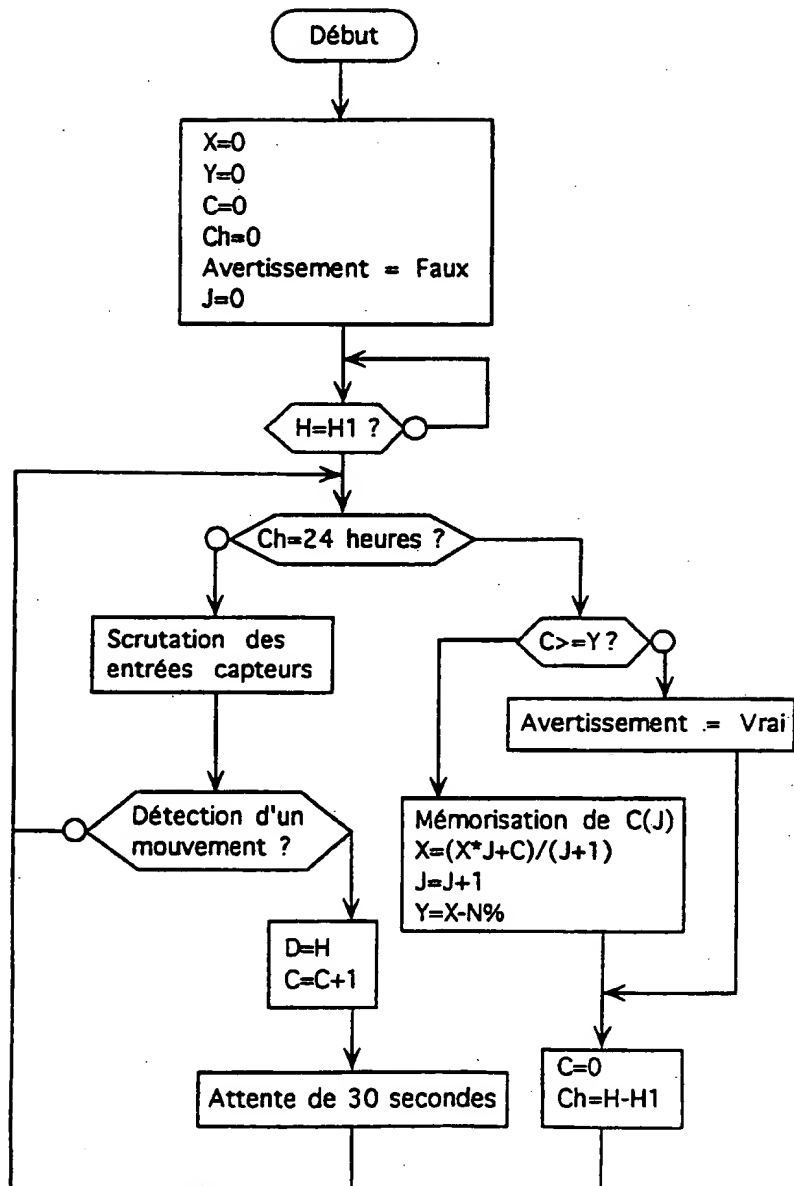 Début
X=0
Y=0
C=0
Ch=0
Avertissement = Faux
J=0
H=H1 ?
Ch=24 heures ?
Scrutation des
entrées capteurs
C>=Y?
Avertissement .= Vrai
Détection d'un
mouvement ?
Mémorisation de C(J)
X=(X*J+C)/(J+1)
J=J+1
Y=X-N%
D=H
C=C+1
Attente de 30 secondes
C=0
Ch=H-H1